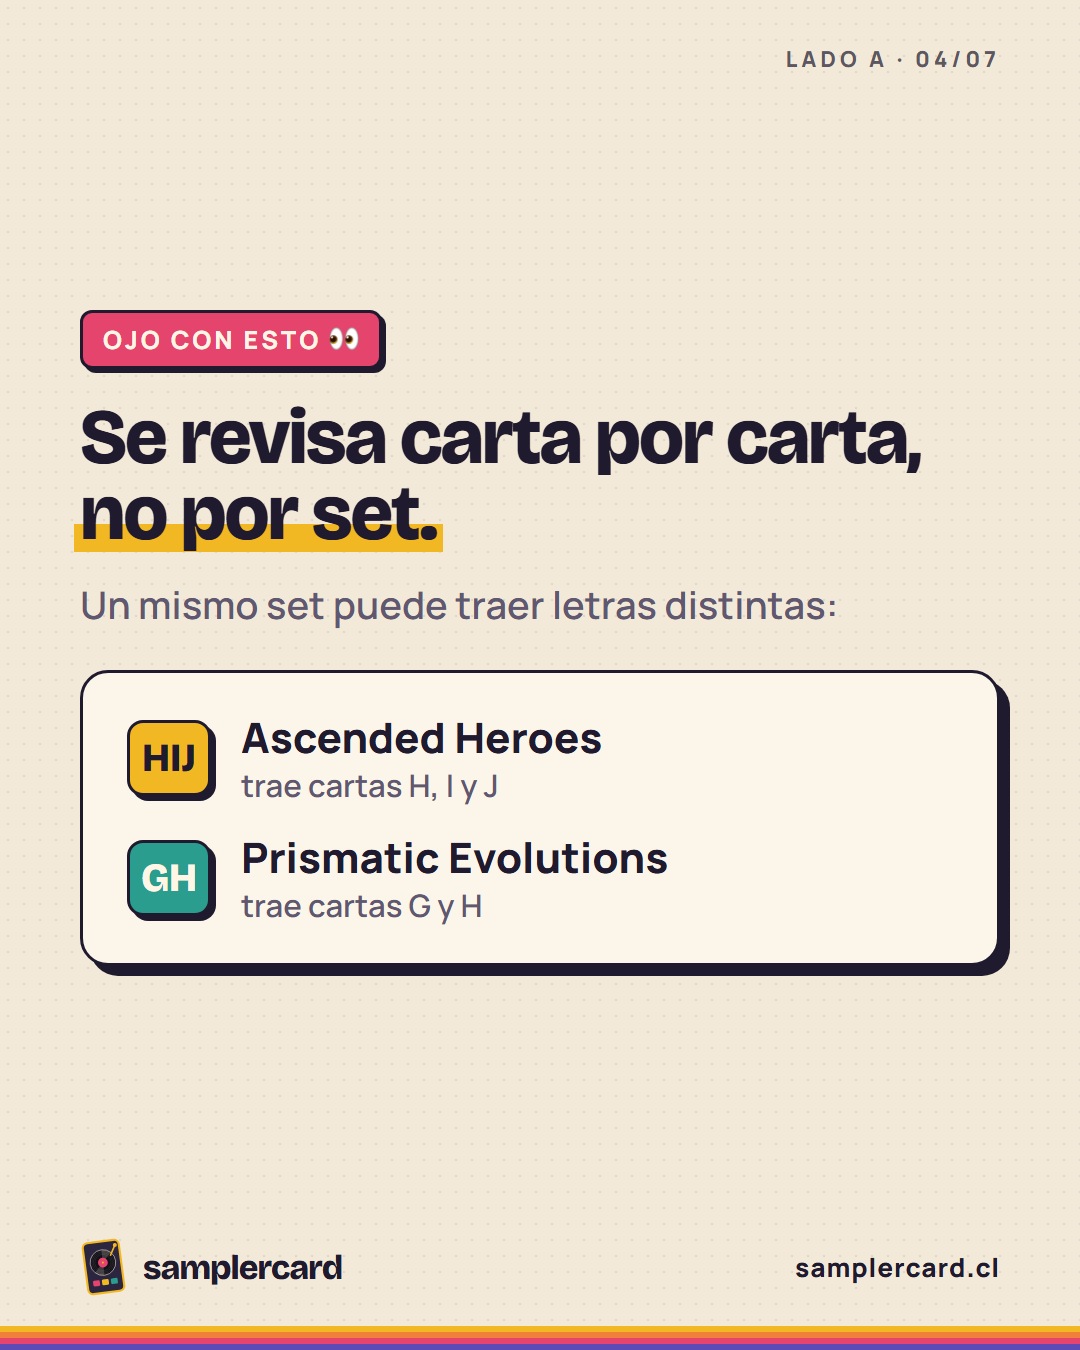 LADO A · 04/07
OJO CON ESTO 👀
Se revisa carta por carta,
no por set.
Un mismo set puede traer letras distintas:
HIJ
Ascended Heroes
trae cartas H, I y J
GH
Prismatic Evolutions
trae cartas G y H
samplercard
samplercard.cl